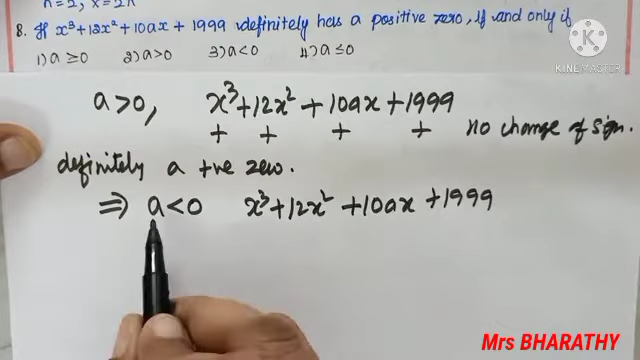 n=2, x=2
8. If x³+12x²+10ax+1999 definitely has a positive zero, if and only if
1) a ≥0 2) a>0 3) a<0 4) a≤0
KINEMASTER
a>0, x³+12x²+10ax+1999
+ + + + no change of sign.
definitely a +ve zero.
⇒ a<0 x³+12x²+10ax+1999
Mrs BHARATHY